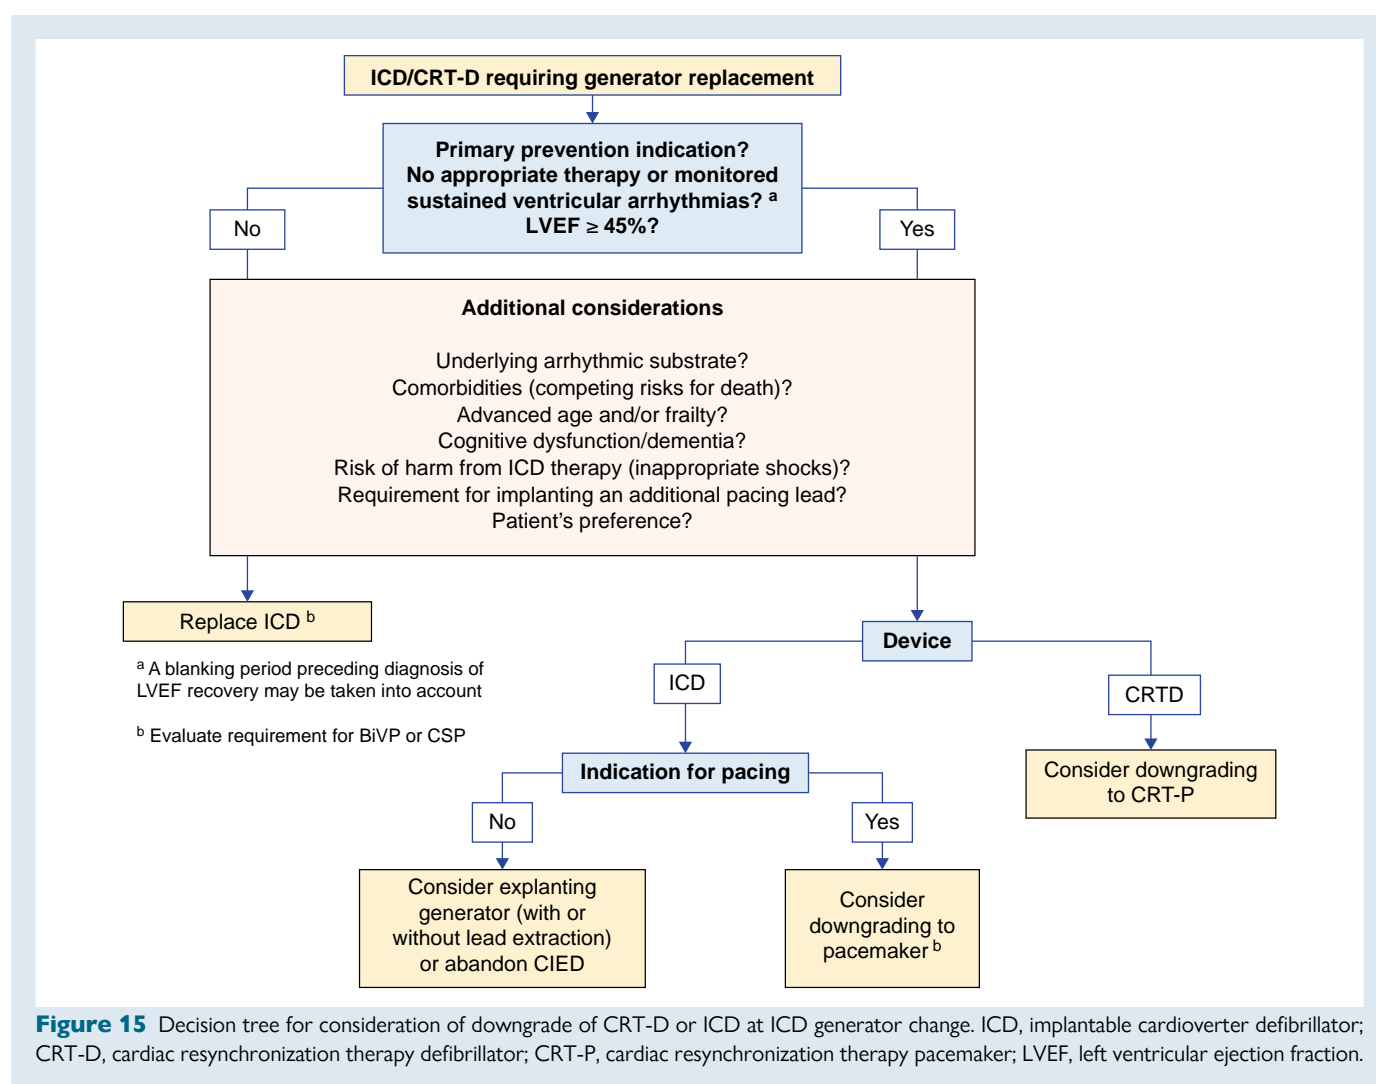 ICD/CRT-D requiring generator replacement
Primary prevention indication?
No appropriate therapy or monitored
sustained ventricular arrhythmias? a
LVEF ≥ 45%?
No
Yes
Additional considerations
Underlying arrhythmic substrate?
Comorbidities (competing risks for death)?
Advanced age and/or frailty?
Cognitive dysfunction/dementia?
Risk of harm from ICD therapy (inappropriate shocks)?
Requirement for implanting an additional pacing lead?
Patient's preference?
Replace ICD b
a A blanking period preceding diagnosis of
LVEF recovery may be taken into account
b Evaluate requirement for BiVP or CSP
Device
ICD
CRTD
Indication for pacing
Consider downgrading
to CRT-P
No
Yes
Consider explanting
generator (with or
without lead extraction)
or abandon CIED
Consider
downgrading to
pacemaker b
Figure 15 Decision tree for consideration of downgrade of CRT-D or ICD at ICD generator change. ICD, implantable cardioverter defibrillator;
CRT-D, cardiac resynchronization therapy defibrillator; CRT-P, cardiac resynchronization therapy pacemaker; LVEF, left ventricular ejection fraction.